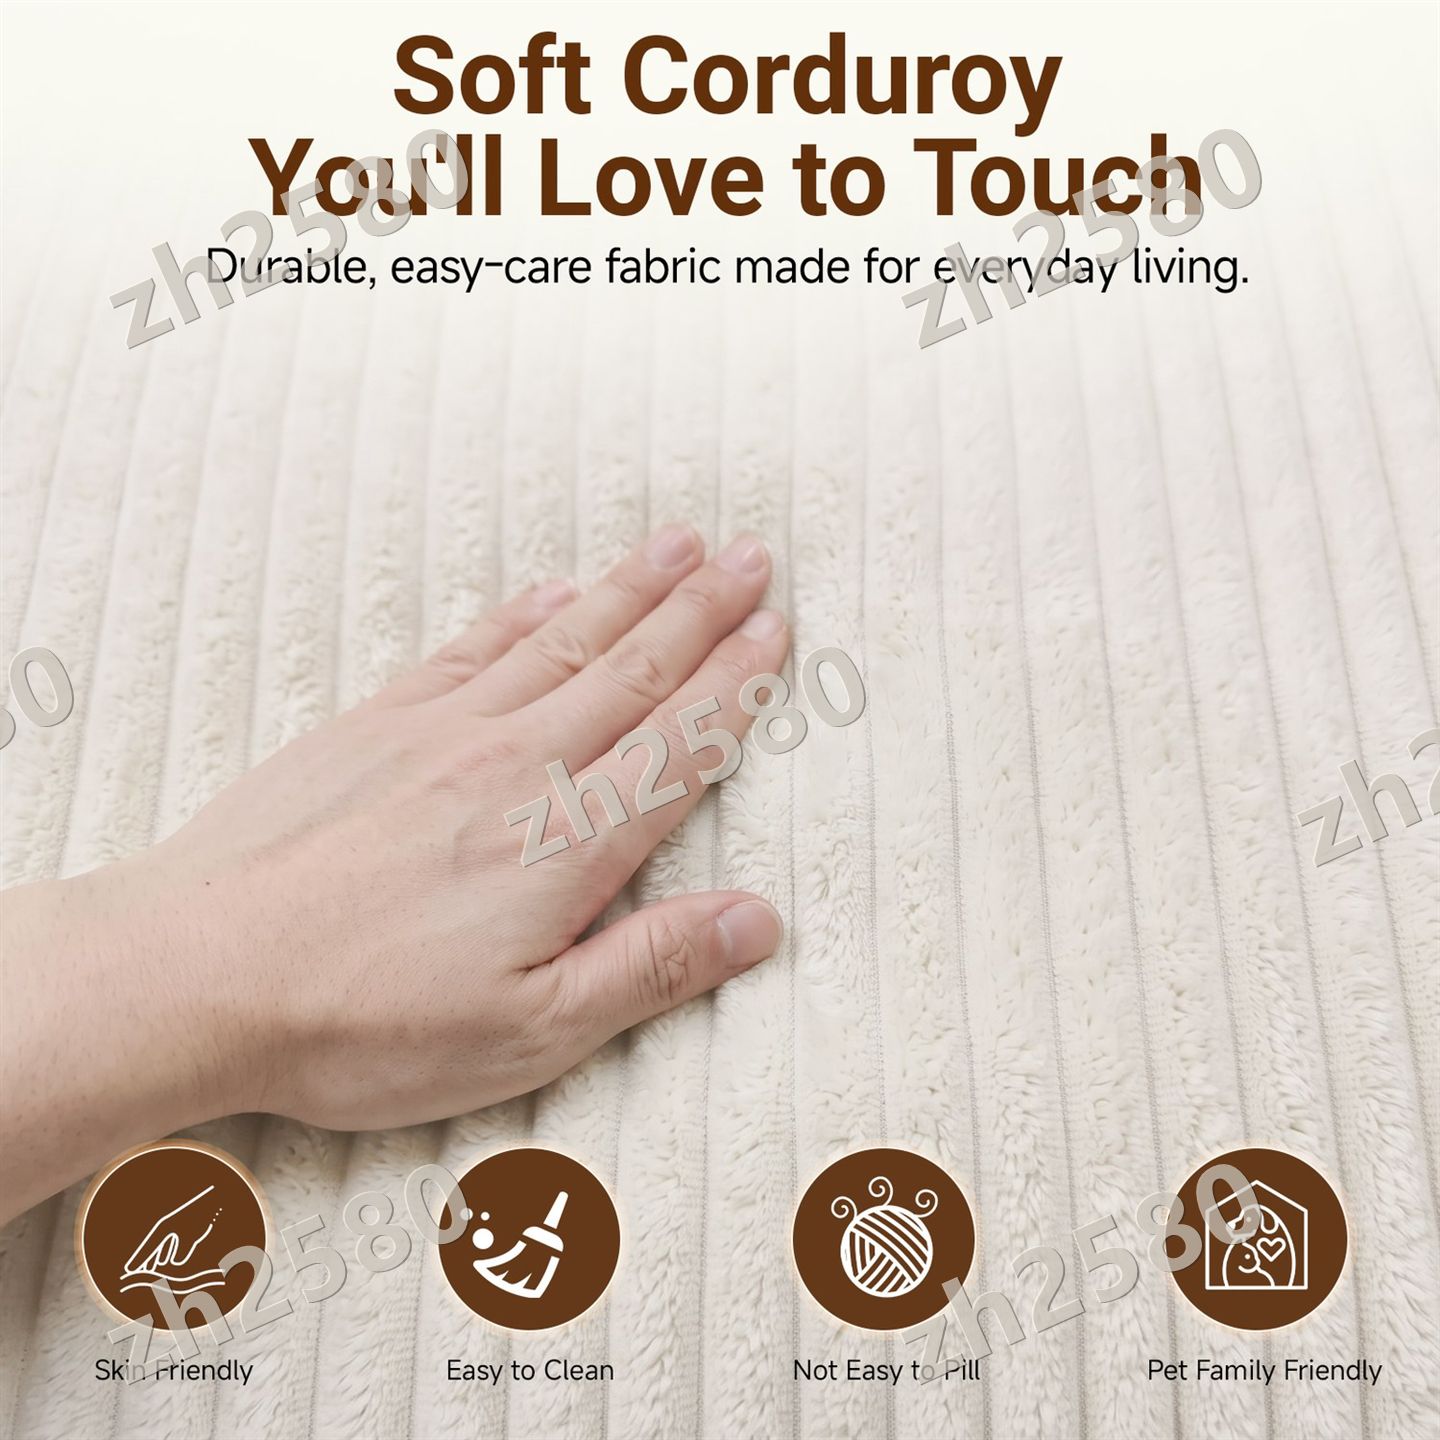 Soft Corduroy
You'll Love to Touch
Durable, easy-care fabric made for everyday living.
zh2580
zh2580
zh2580
zh2580
zh2580
Skin Friendly
Easy to Clean
Not Easy to Pill
Pet Family Friendly